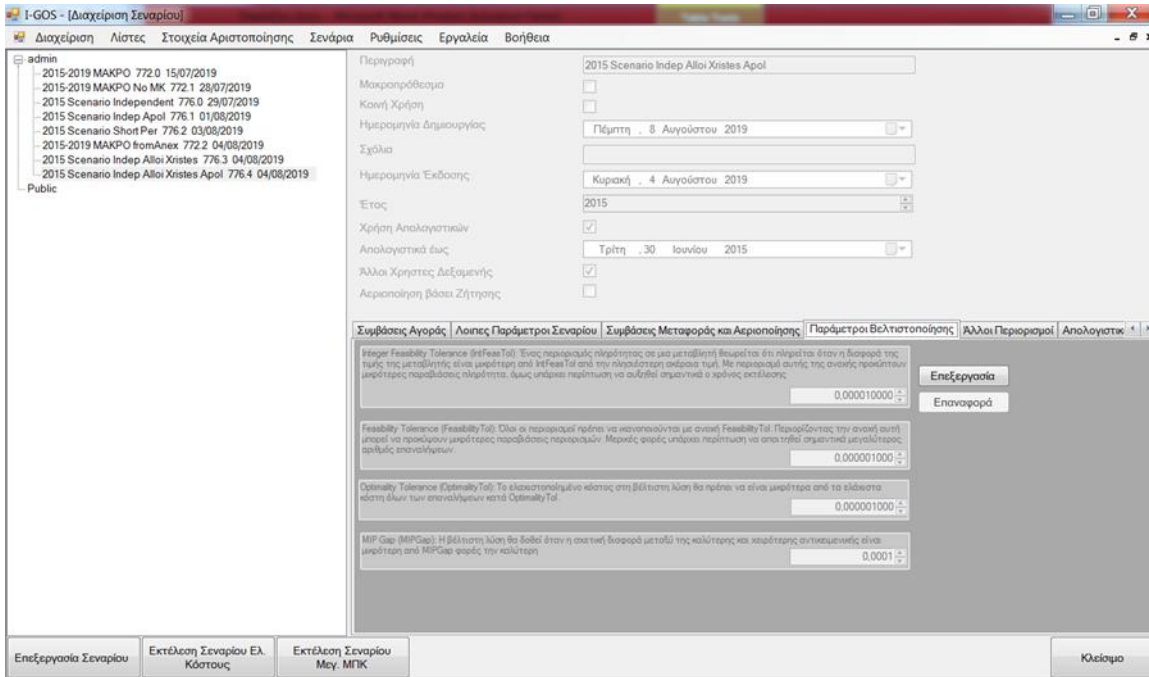 I-GOS - [Διαχείριση Σεναρίου]
Διαχείριση Λίστες Στοιχεία Αριστοποίησης Σενάρια Ρυθμίσεις Εργαλεία Βοήθεια
admin
2015-2019 ΜΑΚΡΟ 772.0 15/07/2019
2015-2019 ΜΑΚΡΟ No MK 772.1 28/07/2019
2015 Scenario Independent 776.0 29/07/2019
2015 Scenario Indep Apol 776.1 01/08/2019
2015 Scenario Short Per 776.2 03/08/2019
2015-2019 ΜΑΚΡΟ fromAnex 772.2 04/08/2019
2015 Scenario Indep Alloi Xristes 776.3 04/08/2019
2015 Scenario Indep Alloi Xristes Apol 776.4 04/08/2019
Public
Περιγραφή 2015 Scenario Indep Alloi Xristes Apol
Μακροπρόθεσμο
Κοινή Χρήση
Ημερομηνία Δημιουργίας Πέμπτη , 8 Αυγούστου 2019
Σχόλια
Ημερομηνία Έκδοσης Κυριακή , 4 Αυγούστου 2019
Έτος 2015
Χρήση Απολογιστικών
Απολογιστικά έως Τρίτη , 30 Ιουνίου 2015
Άλλοι Χρηστες Δεξαμενής
Αεριοποίηση βάσει Ζήτησης
Συμβάσεις Αγοράς Λοιπες Παράμετροι Σεναρίου Συμβάσεις Μεταφοράς και Αεριοποίησης Παράμετροι Βελτιστοποίησης Άλλοι Περιορισμοί Απολογιστικ
Integer Feasibility Tolerance (IntFeasTol): Ένας περιορισμός πληρότητας σε μια μεταβλητή θεωρείται ότι πληρείται όταν η διαφορά της
τιμής της μεταβλητής είναι μικρότερη από IntFeasTol από την πλησιέστερη ακέραια τιμή. Με περιορισμό αυτής της ανοχής προκύπτουν
μικρότερες παραβιάσεις πληρότητα, όμως υπάρχει περίπτωση να αυξηθεί σημαντικά ο χρόνος εκτέλεσης
0,000010000
Επεξεργασία
Επαναφορά
Feasibility Tolerance (FeasibilityTol): Όλοι οι περιορισμοί πρέπει να ικανοποιούνται με ανοχή FeasibilityTol. Περιορίζοντας την ανοχή αυτή
μπορεί να προκύψουν μικρότερες παραβιάσεις περιορισμών. Μερικές φορές υπάρχει περίπτωση να απαιτηθεί σημαντικά μεγαλύτερος
αριθμός επαναλήψεων.
0,000001000
Optimality Tolerance (OptimalityTol): Το ελαχιστοποιημένο κόστος στη βέλτιστη λύση θα πρέπει να είναι μικρότερα από τα ελάχιστα
κόστη όλων των επαναλήψεων κατά OptimalityTol.
0,000001000
MIP Gap (MIPGap): Η βέλτιστη λύση θα δοθεί όταν η σχετική διαφορά μεταξύ της καλύτερης και χειρότερης αντικειμενικής είναι
μικρότερη από MIPGap φορές την καλύτερη
0,0001
Επεξεργασία Σεναρίου
Εκτέλεση Σεναρίου Ελ.
Κόστους
Εκτέλεση Σεναρίου
Μεγ. ΜΠΚ
Κλείσιμο